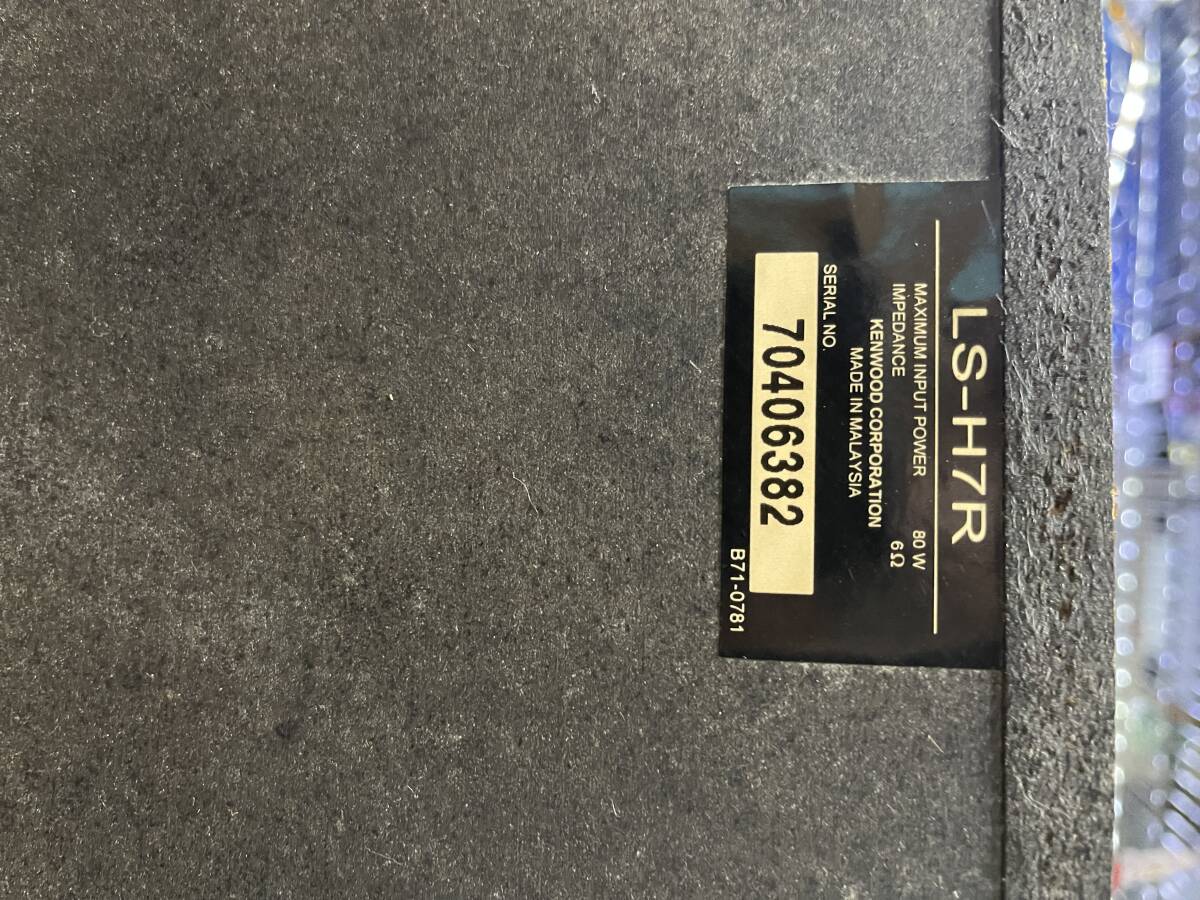 LS-H7R
MAXIMUM INPUT POWER 80 W
IMPEDANCE 6 Ω
KENWOOD CORPORATION
MADE IN MALAYSIA
SERIAL NO.
70406382
B71-0781